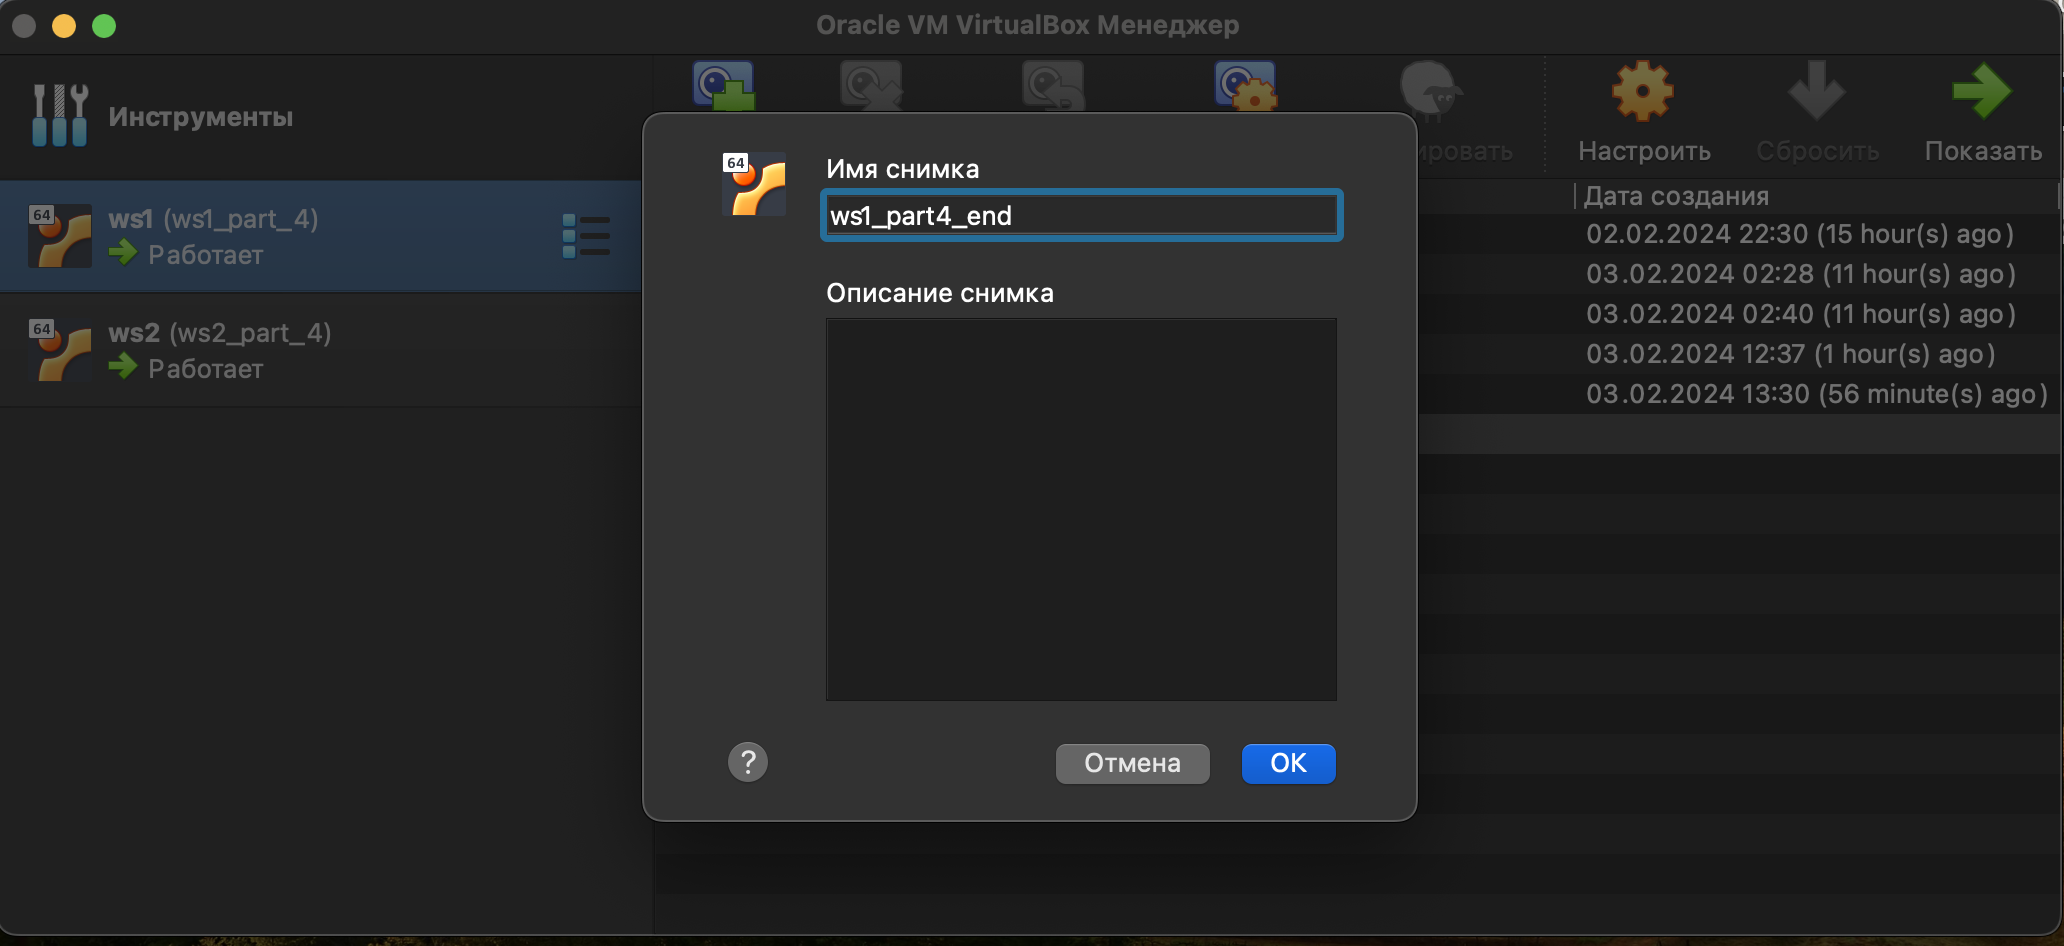 Oracle VM VirtualBox Менеджер
Инструменты
ировать
Настроить
Сбросить
Показать
64
ws1 (ws1_part_4)
Работает
64
ws2 (ws2_part_4)
Работает
64
Имя снимка
ws1_part4_end
Описание снимка
?
Отмена
OK
Дата создания
02.02.2024 22:30 (15 hour(s) ago)
03.02.2024 02:28 (11 hour(s) ago)
03.02.2024 02:40 (11 hour(s) ago)
03.02.2024 12:37 (1 hour(s) ago)
03.02.2024 13:30 (56 minute(s) ago)